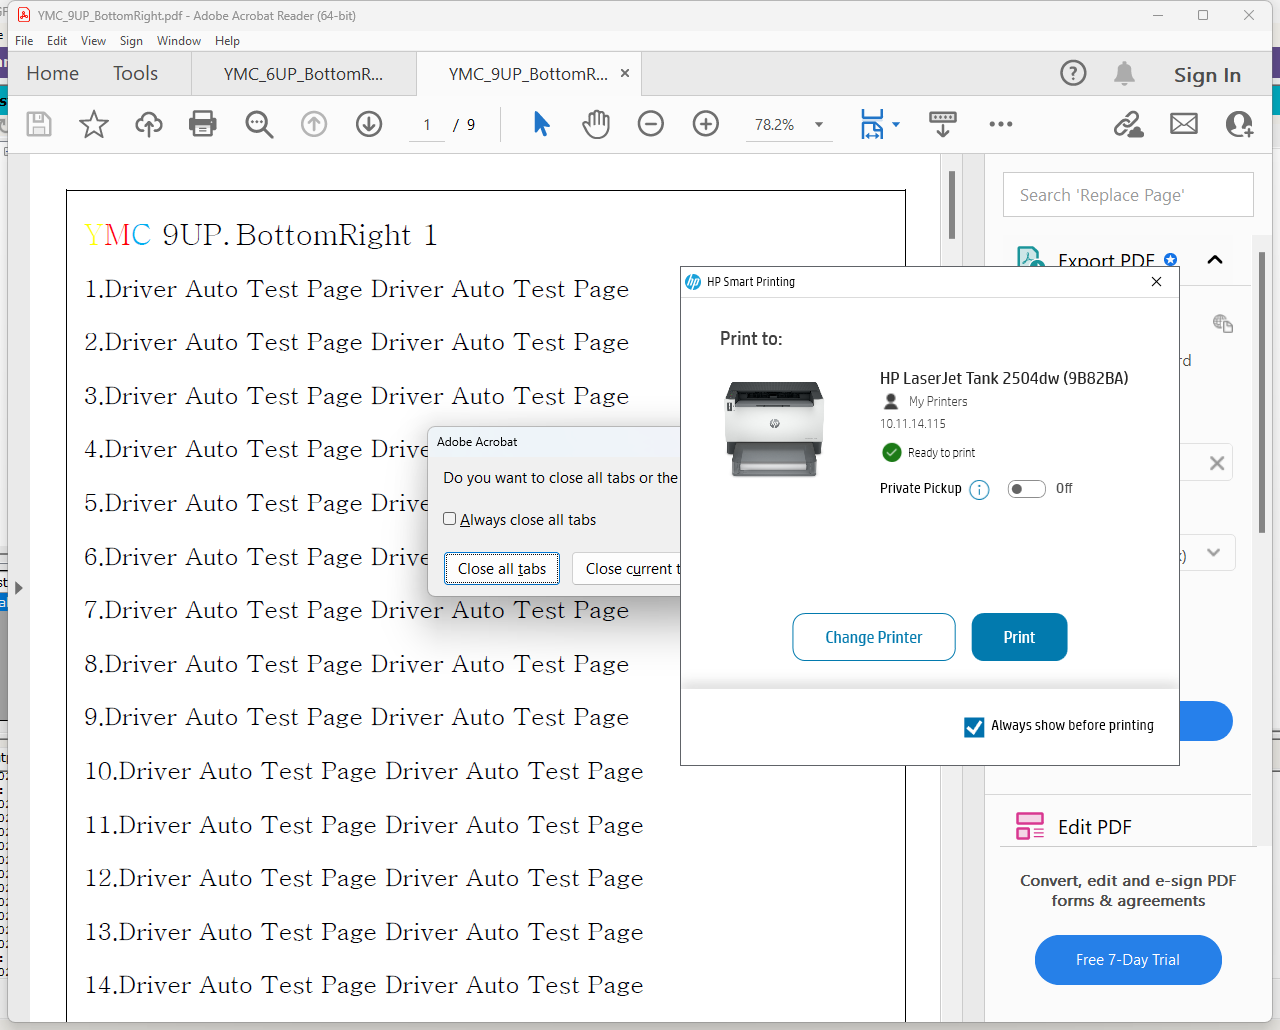 YMC_9UP_BottomRight.pdf - Adobe Acrobat Reader (64-bit)
File Edit View Sign Window Help
Home Tools YMC_6UP_BottomR... YMC_9UP_BottomR... Sign In
1 / 9 78.2%
Search 'Replace Page'
Export PDF
YMC 9UP. BottomRight 1
1.Driver Auto Test Page Driver Auto Test Page
2.Driver Auto Test Page Driver Auto Test Page
3.Driver Auto Test Page Driver Auto Test Page
4.Driver Auto Test Page Drive
5.Driver Auto Test Page Drive
6.Driver Auto Test Page Drive
7.Driver Auto Test Page Driver Auto Test Page
8.Driver Auto Test Page Driver Auto Test Page
9.Driver Auto Test Page Driver Auto Test Page
10.Driver Auto Test Page Driver Auto Test Page
11.Driver Auto Test Page Driver Auto Test Page
12.Driver Auto Test Page Driver Auto Test Page
13.Driver Auto Test Page Driver Auto Test Page
14.Driver Auto Test Page Driver Auto Test Page
Adobe Acrobat
Do you want to close all tabs or the
Always close all tabs
Close all tabs Close current t
hp HP Smart Printing
Print to:
HP LaserJet Tank 2504dw (9B82BA)
My Printers
10.11.14.115
Ready to print
Private Pickup Off
Change Printer Print
Always show before printing
Edit PDF
Convert, edit and e-sign PDF
forms & agreements
Free 7-Day Trial